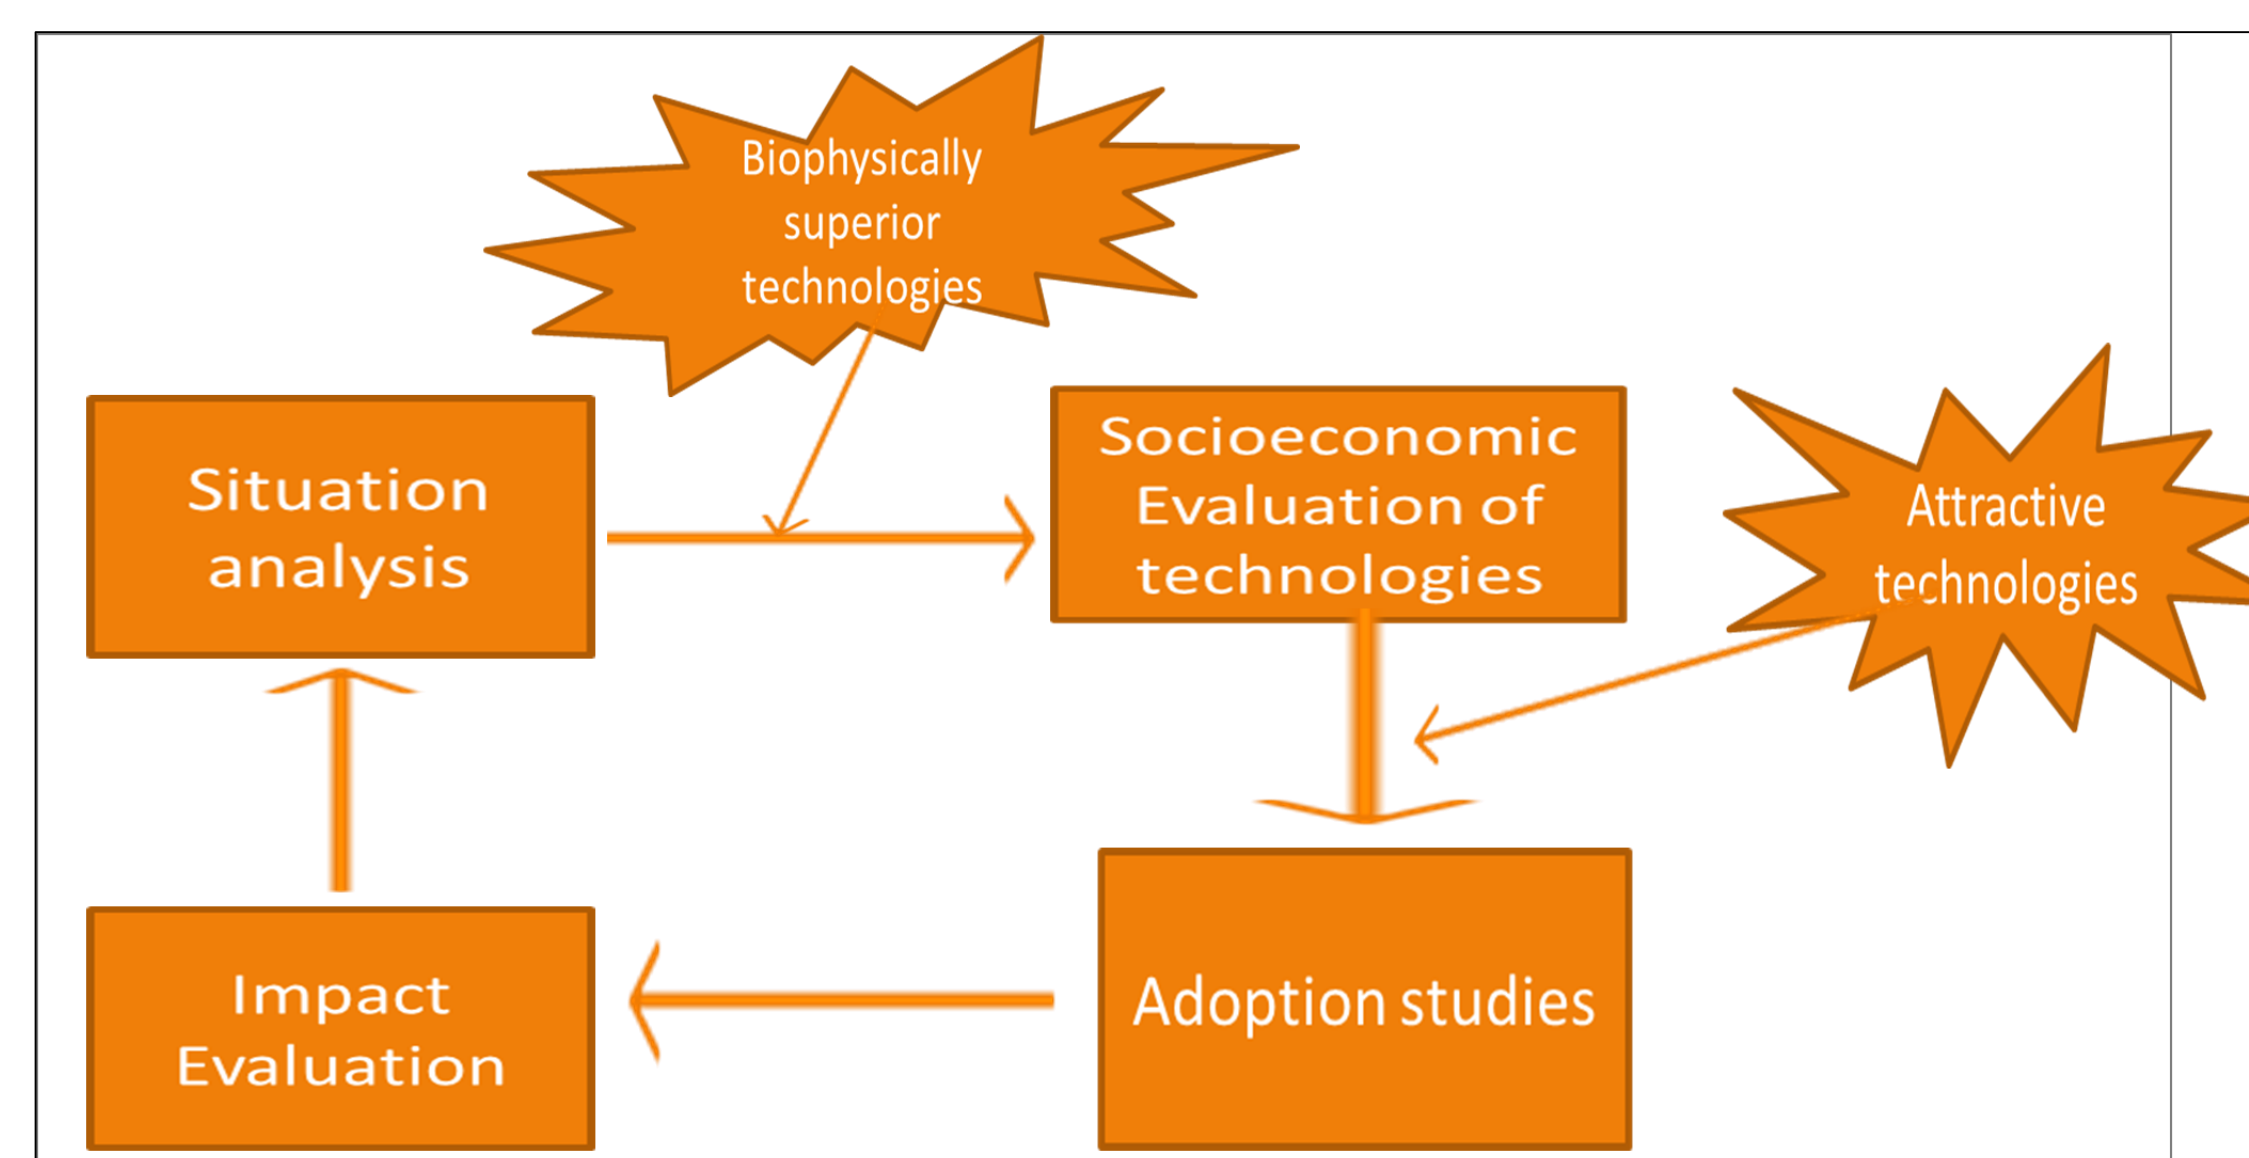 Biophysically
superior
technologies
Situation
analysis
Socioeconomic
Evaluation of
technologies
Attractive
technologies
Impact
Evaluation
Adoption studies